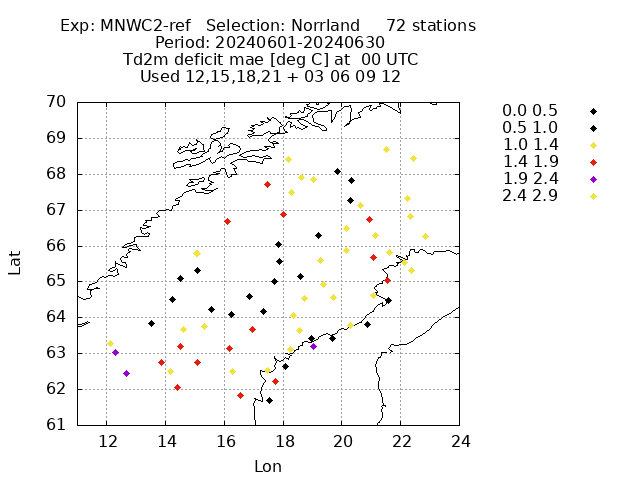 Exp: MNWC2-ref Selection: Norrland 72 stations
Period: 20240601-20240630
Td2m deficit mae [deg C] at 00 UTC
Used 12,15,18,21 + 03 06 09 12
70
69
68
67
66
65
64
63
62
61
Lat
12 14 16 18 20 22 24
Lon
0.0 0.5
0.5 1.0
1.0 1.4
1.4 1.9
1.9 2.4
2.4 2.9